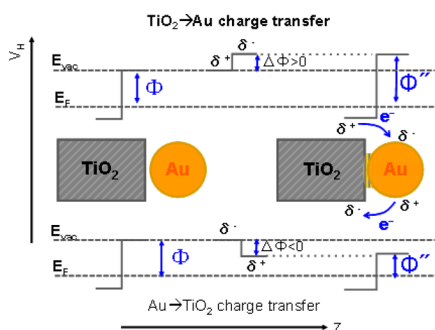 TiO₂→Au charge transfer
V_H
E_vac
δ⁺ δ⁻
ΔΦ>0
Φ
Φ″
E_F
e⁻
δ⁺ δ⁻
TiO₂ Au TiO₂ Au
δ⁻ δ⁺
e⁻
E_vac
δ⁻
δ⁺
ΔΦ<0
Φ
Φ″
E_F
Au→TiO₂ charge transfer
z